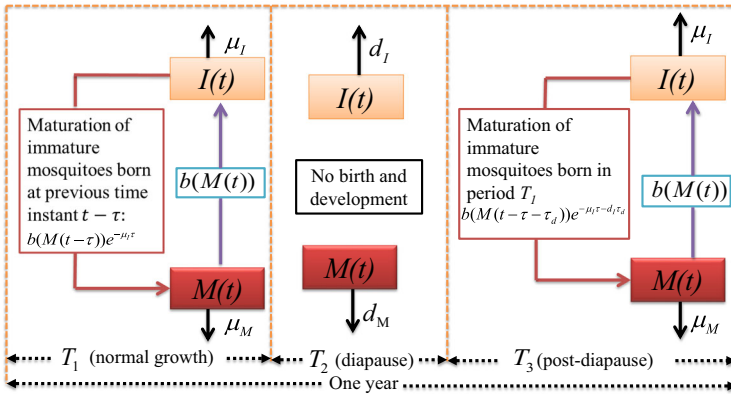 μ_I
I(t)
Maturation of
immature
mosquitoes born
at previous time
instant t − τ:
b(M(t−τ))e^{−μ_I τ}
b(M(t))
M(t)
μ_M
d_I
I(t)
No birth and
development
M(t)
d_M
μ_I
I(t)
Maturation of
immature
mosquitoes born in
period T_1
b(M(t−τ−τ_d))e^{−μ_I τ−d_I τ_d}
b(M(t))
M(t)
μ_M
T_1 (normal growth)
T_2 (diapause)
T_3 (post-diapause)
One year